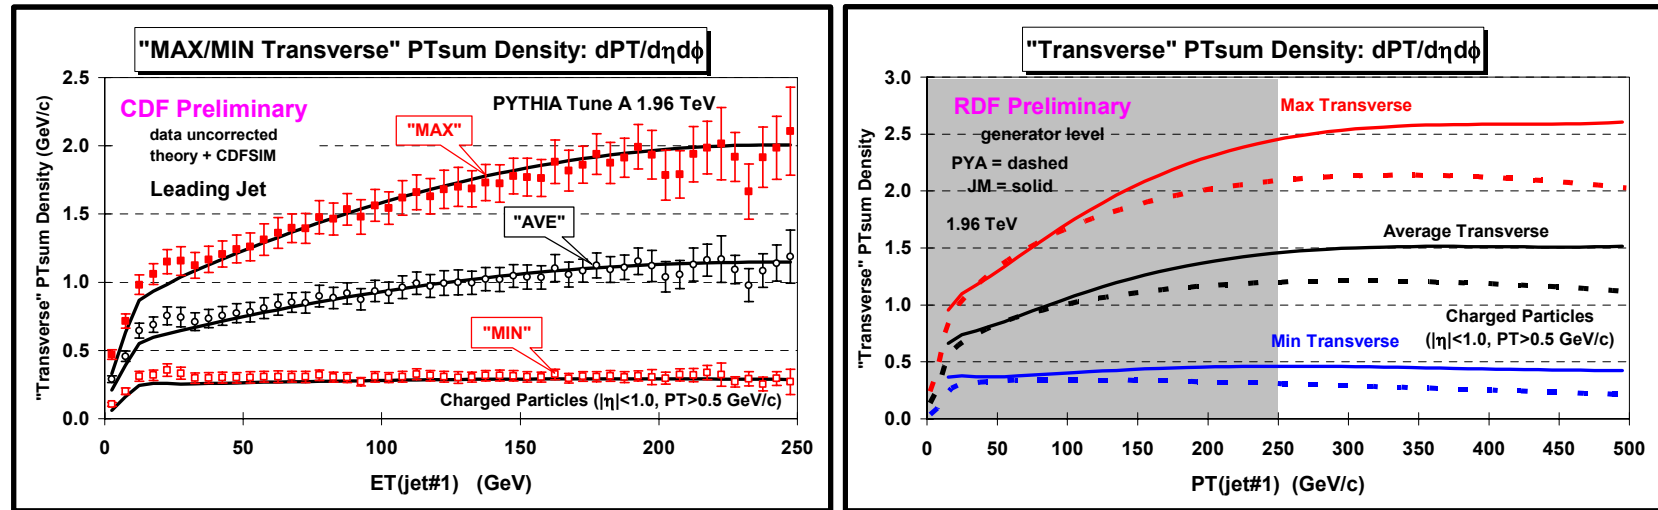 "MAX/MIN Transverse" PTsum Density: dPT/dηdϕ
CDF Preliminary
data uncorrected
theory + CDFSIM
Leading Jet
PYTHIA Tune A 1.96 TeV
"MAX"
"AVE"
"MIN"
Charged Particles (|η|<1.0, PT>0.5 GeV/c)
"Transverse" PTsum Density (GeV/c)
2.5
2.0
1.5
1.0
0.5
0.0
0 50 100 150 200 250
ET(jet#1) (GeV)
"Transverse" PTsum Density: dPT/dηdϕ
RDF Preliminary
generator level
PYA = dashed
JM = solid
1.96 TeV
Max Transverse
Average Transverse
Charged Particles
(|η|<1.0, PT>0.5 GeV/c)
Min Transverse
"Transverse" PTsum Density
3.0
2.5
2.0
1.5
1.0
0.5
0.0
0 50 100 150 200 250 300 350 400 450 500
PT(jet#1) (GeV/c)